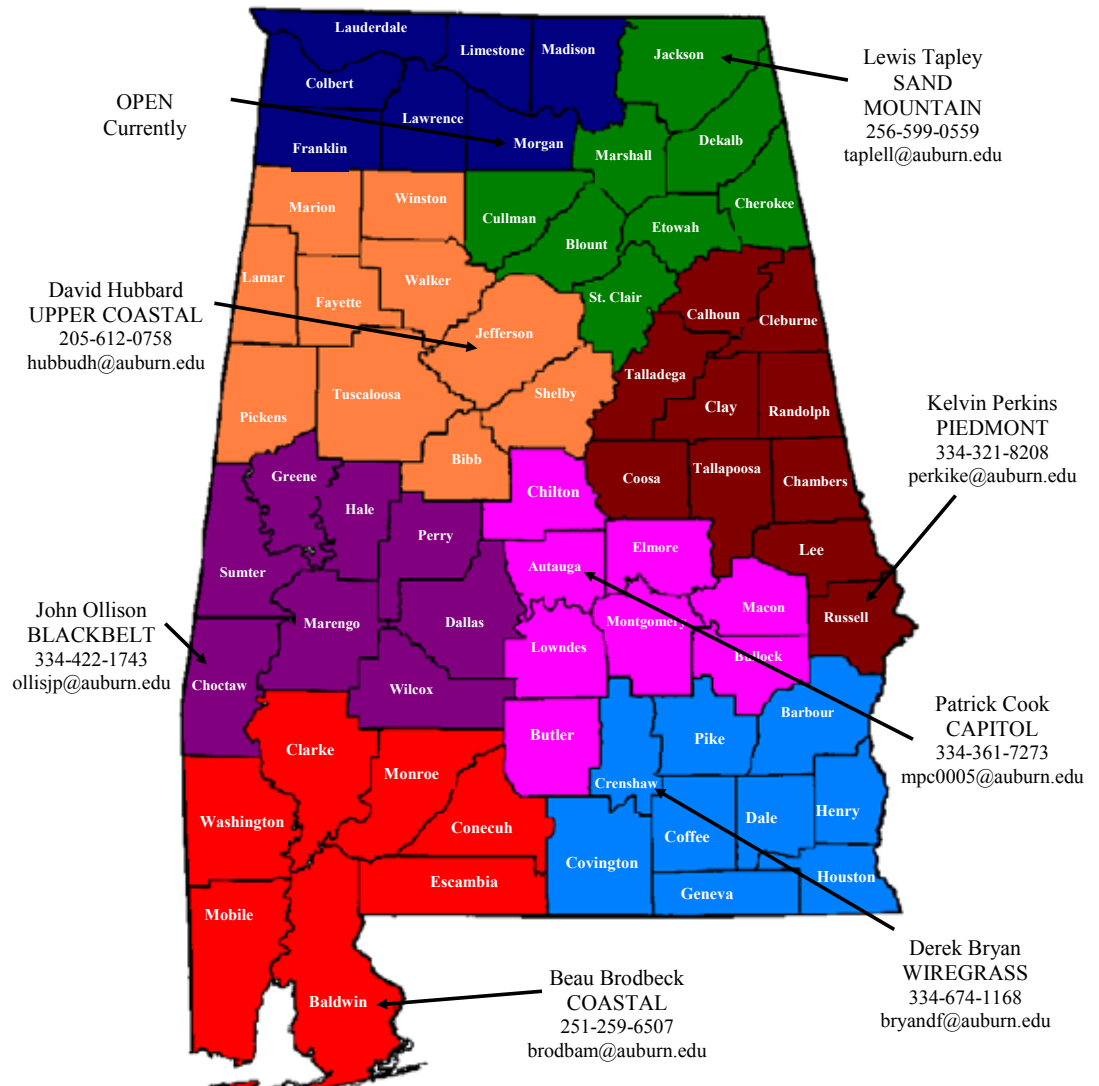 Lauderdale
Limestone
Madison
Jackson
Colbert
Lawrence
Franklin
Morgan
Marshall
Dekalb
Cherokee
OPEN
Currently
Lewis Tapley
SAND
MOUNTAIN
256-599-0559
taplell@auburn.edu
Marion
Winston
Cullman
Blount
Etowah
St. Clair
Lamar
Fayette
Walker
Jefferson
Calhoun
Cleburne
David Hubbard
UPPER COASTAL
205-612-0758
hubbudh@auburn.edu
Tuscaloosa
Shelby
Talladega
Clay
Randolph
Pickens
Bibb
Kelvin Perkins
PIEDMONT
334-321-8208
perkike@auburn.edu
Greene
Hale
Perry
Chilton
Coosa
Tallapoosa
Chambers
Lee
Sumter
Autauga
Elmore
Macon
Russell
John Ollison
BLACKBELT
334-422-1743
ollisjp@auburn.edu
Marengo
Dallas
Lowndes
Montgomery
Bullock
Choctaw
Wilcox
Barbour
Patrick Cook
CAPITOL
334-361-7273
mpc0005@auburn.edu
Clarke
Monroe
Butler
Pike
Crenshaw
Washington
Conecuh
Covington
Coffee
Dale
Henry
Escambia
Geneva
Houston
Mobile
Baldwin
Beau Brodbeck
COASTAL
251-259-6507
brodbam@auburn.edu
Derek Bryan
WIREGRASS
334-674-1168
bryandf@auburn.edu